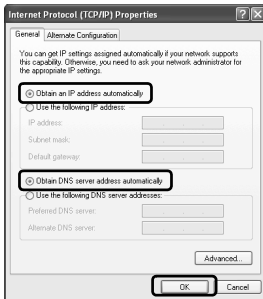 Internet Protocol (TCP/IP) Properties
General Alternate Configuration
You can get IP settings assigned automatically if your network supports
this capability. Otherwise, you need to ask your network administrator for
the appropriate IP settings.
Obtain an IP address automatically
Use the following IP address:
IP address:
Subnet mask:
Default gateway:
Obtain DNS server address automatically
Use the following DNS server addresses:
Preferred DNS server:
Alternate DNS server:
Advanced...
OK Cancel